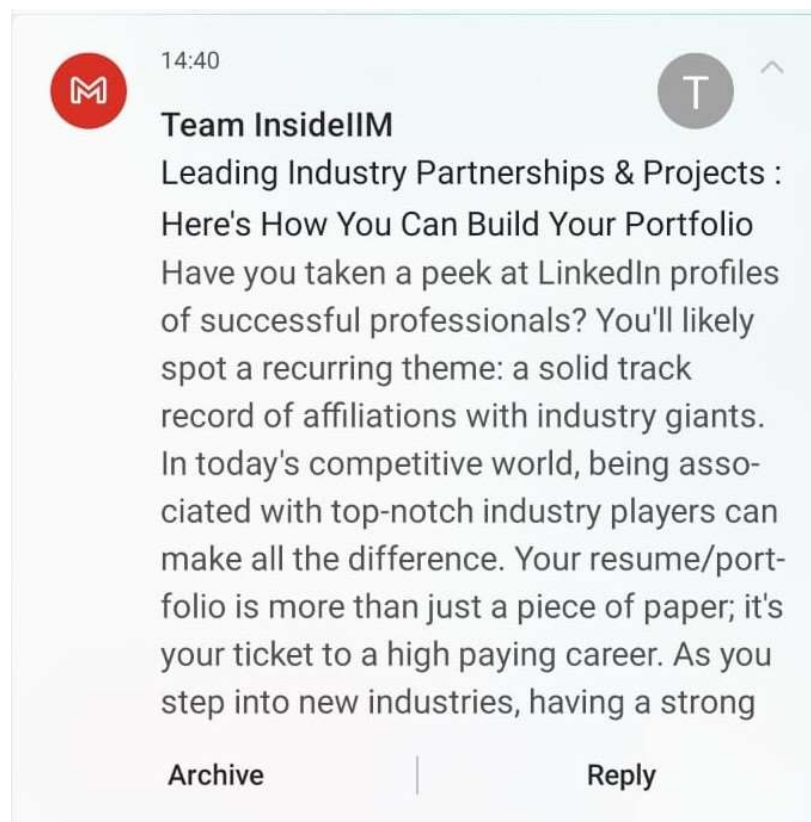 14:40
T
Team InsideIIM
Leading Industry Partnerships & Projects :
Here's How You Can Build Your Portfolio
Have you taken a peek at LinkedIn profiles
of successful professionals? You'll likely
spot a recurring theme: a solid track
record of affiliations with industry giants.
In today's competitive world, being asso-
ciated with top-notch industry players can
make all the difference. Your resume/port-
folio is more than just a piece of paper; it's
your ticket to a high paying career. As you
step into new industries, having a strong
Archive Reply